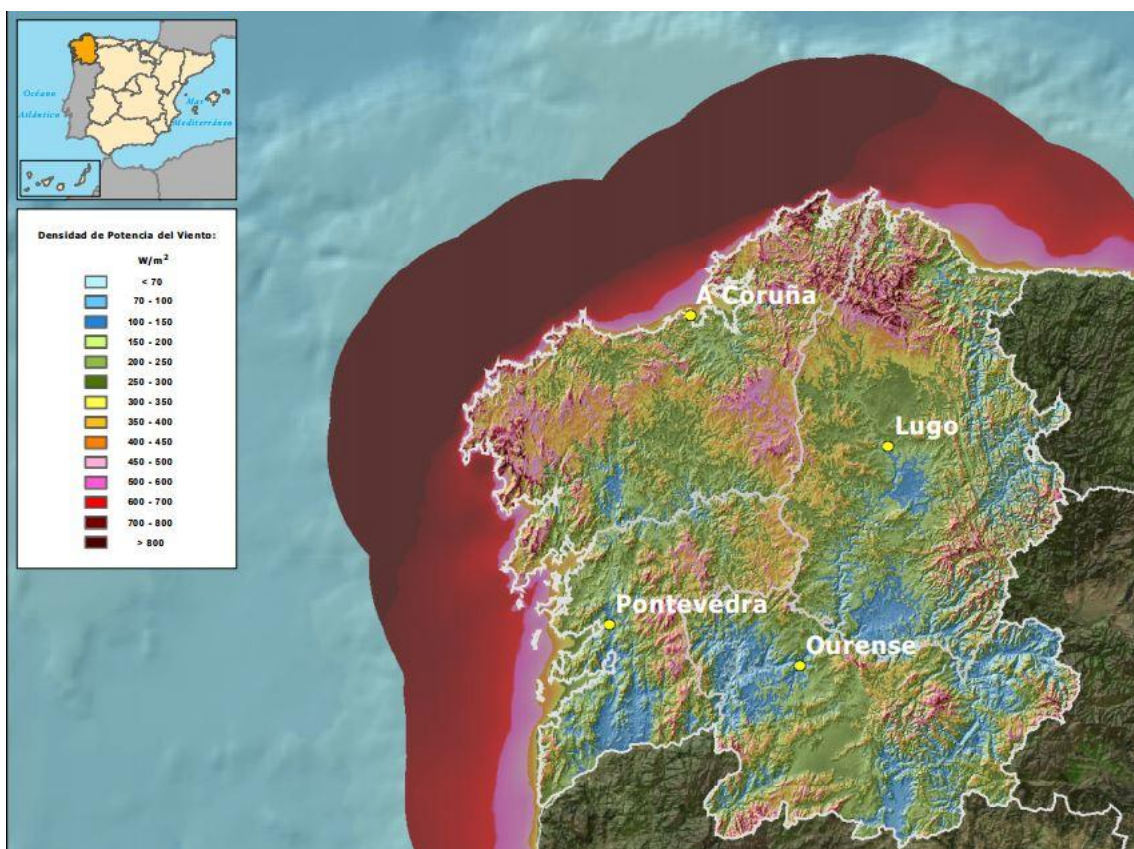 Océano
Atlántico
Mar
Mediterráneo
Densidad de Potencia del Viento:
W/m²
< 70
70 - 100
100 - 150
150 - 200
200 - 250
250 - 300
300 - 350
350 - 400
400 - 450
450 - 500
500 - 600
600 - 700
700 - 800
> 800
A Coruña
Lugo
Pontevedra
Ourense